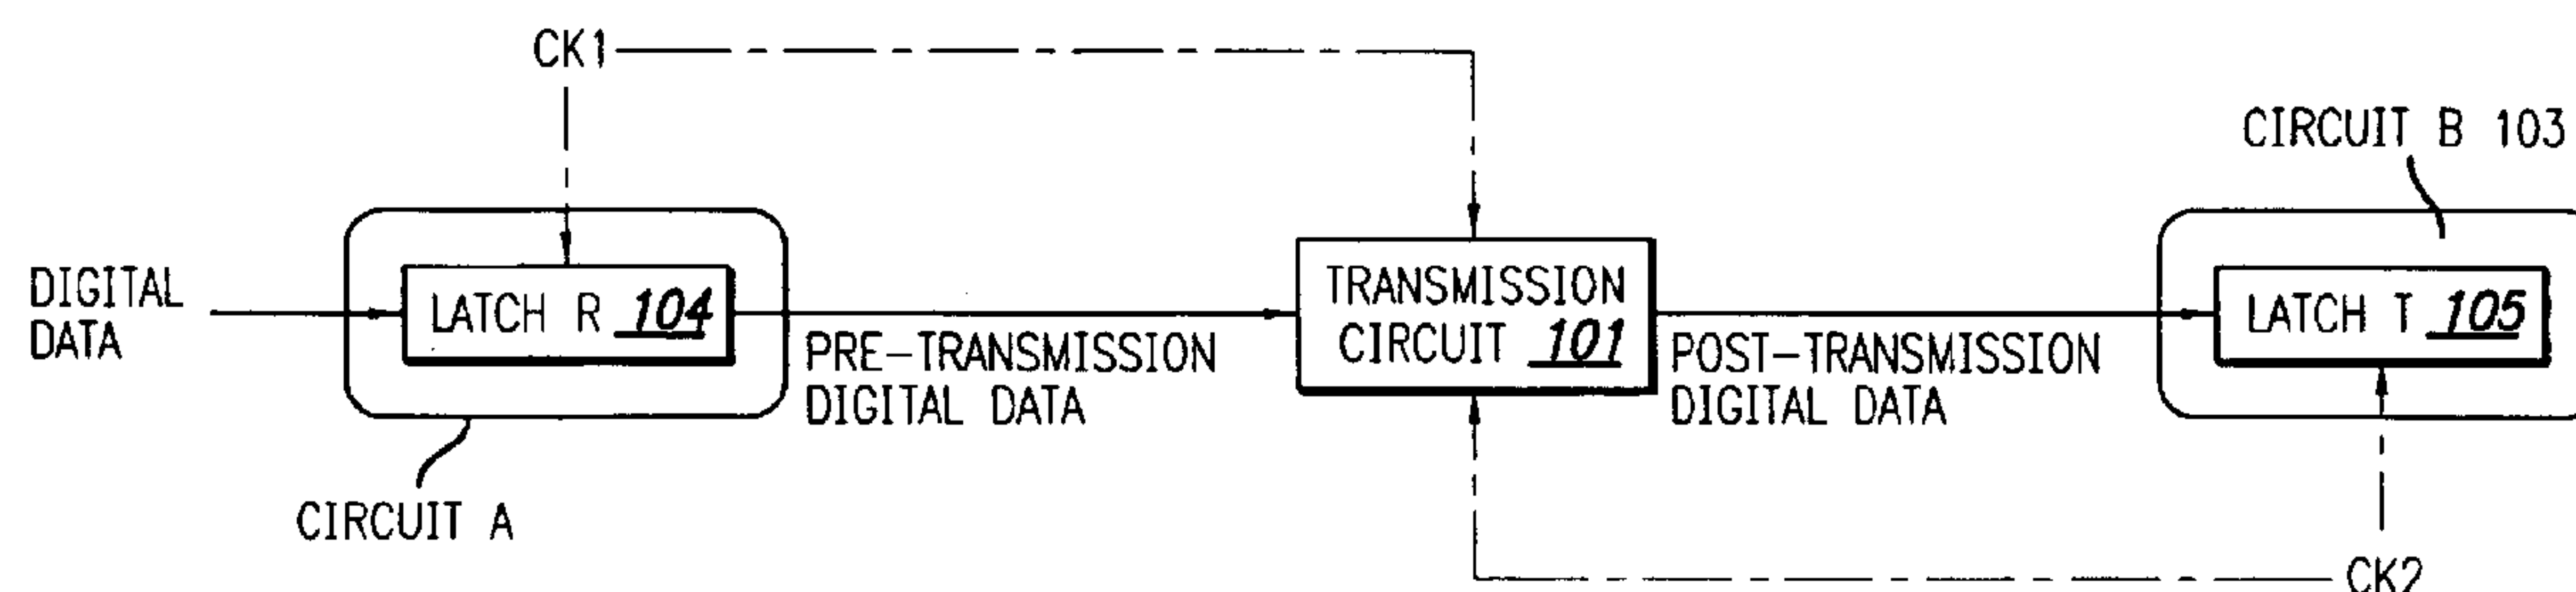 CK1
CIRCUIT B 103
DIGITAL
DATA
LATCH R 104
PRE-TRANSMISSION
DIGITAL DATA
TRANSMISSION
CIRCUIT 101
POST-TRANSMISSION
DIGITAL DATA
LATCH T 105
CIRCUIT A
CK2